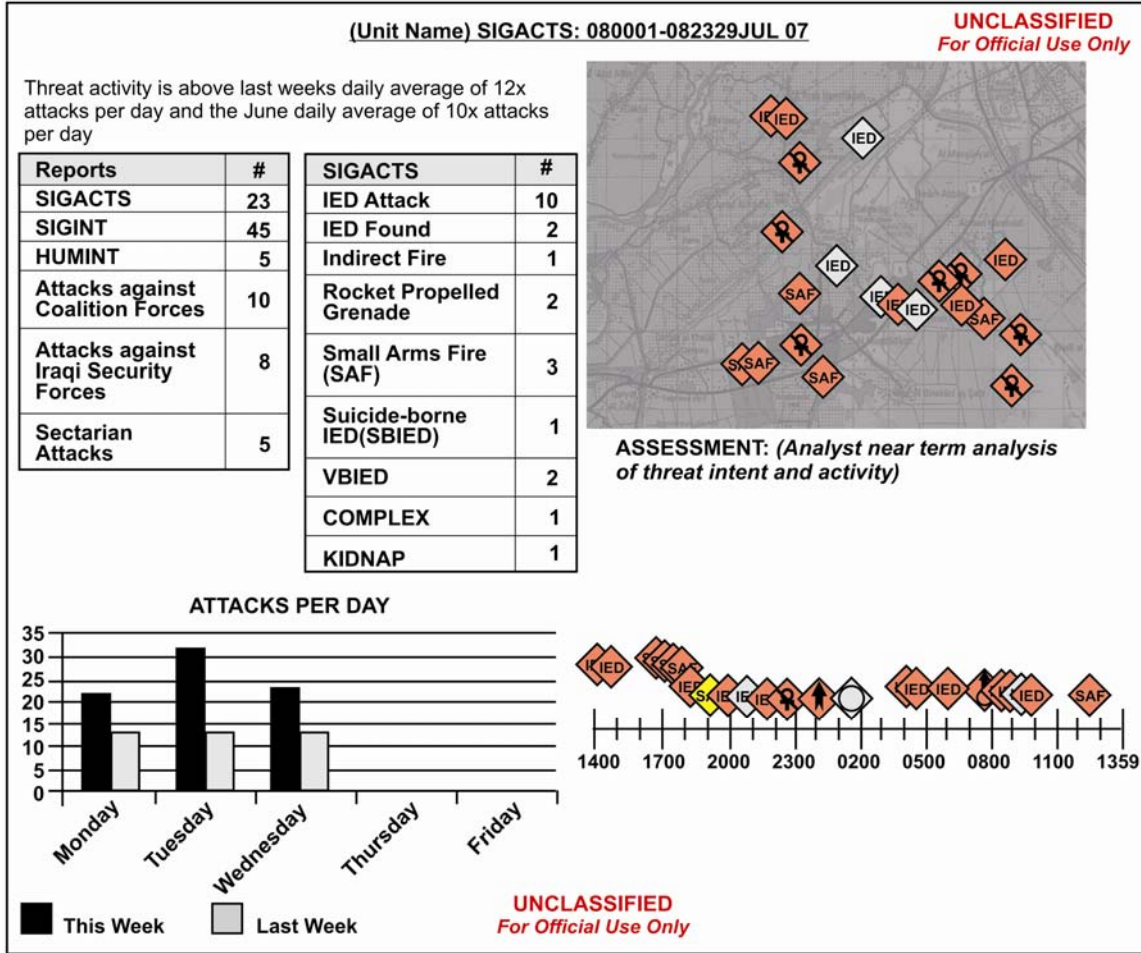 (Unit Name) SIGACTS: 080001-082329JUL 07
UNCLASSIFIED
For Official Use Only
Threat activity is above last weeks daily average of 12x
attacks per day and the June daily average of 10x attacks
per day
Reports #
SIGACTS 23
SIGINT 45
HUMINT 5
Attacks against
Coalition Forces 10
Attacks against
Iraqi Security
Forces 8
Sectarian
Attacks 5
SIGACTS #
IED Attack 10
IED Found 2
Indirect Fire 1
Rocket Propelled
Grenade 2
Small Arms Fire
(SAF) 3
Suicide-borne
IED(SBIED) 1
VBIED 2
COMPLEX 1
KIDNAP 1
IED
IED
IED
IED
SAF
IED
IED
SAF
SAF
SAF
ASSESSMENT: (Analyst near term analysis
of threat intent and activity)
ATTACKS PER DAY
35
30
25
20
15
10
5
0
Monday Tuesday Wednesday Thursday Friday
This Week Last Week
IED SAF IED IED IED IED IED SAF
1400 1700 2000 2300 0200 0500 0800 1100 1359
UNCLASSIFIED
For Official Use Only